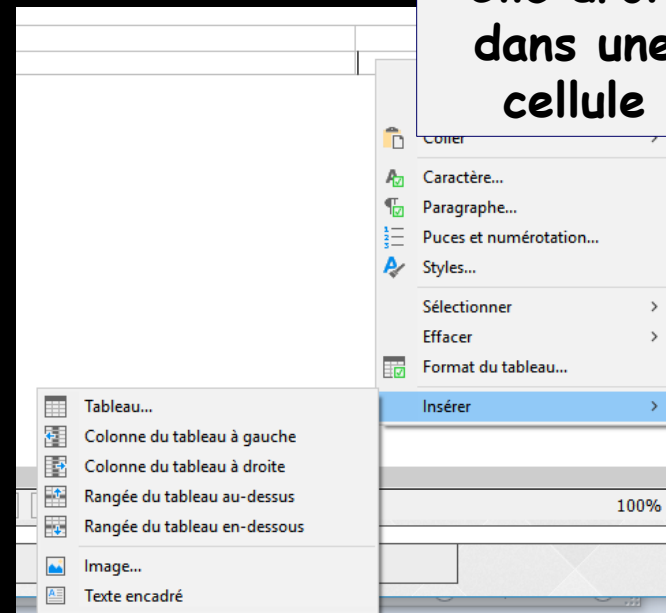 dans une
cellule
Coller
Caractère...
Paragraphe...
Puces et numérotation...
Styles...
Sélectionner
Effacer
Format du tableau...
Insérer
Tableau...
Colonne du tableau à gauche
Colonne du tableau à droite
Rangée du tableau au-dessus
Rangée du tableau en-dessous
Image...
Texte encadré
100%